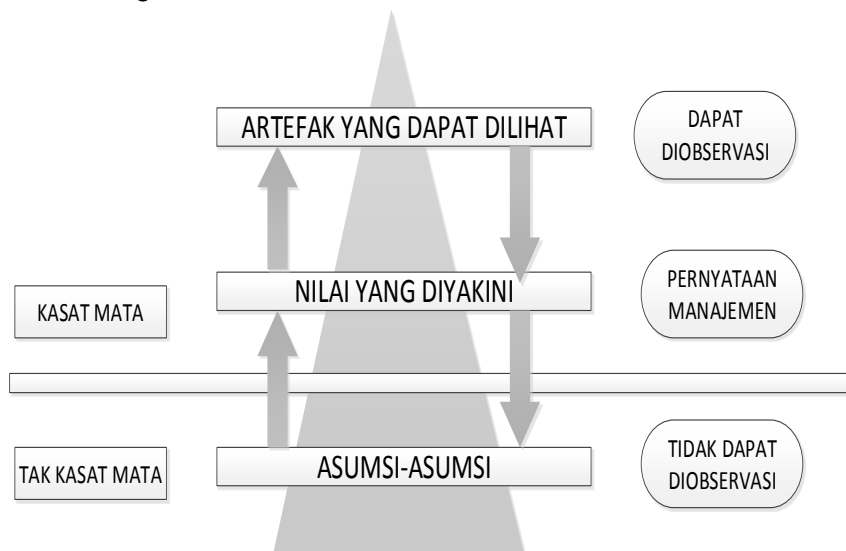 ARTEFAK YANG DAPAT DILIHAT
DAPAT
DIOBSERVASI
NILAI YANG DIYAKINI
PERNYATAAN
MANAJEMEN
KASAT MATA
ASUMSI-ASUMSI
TIDAK DAPAT
DIOBSERVASI
TAK KASAT MATA